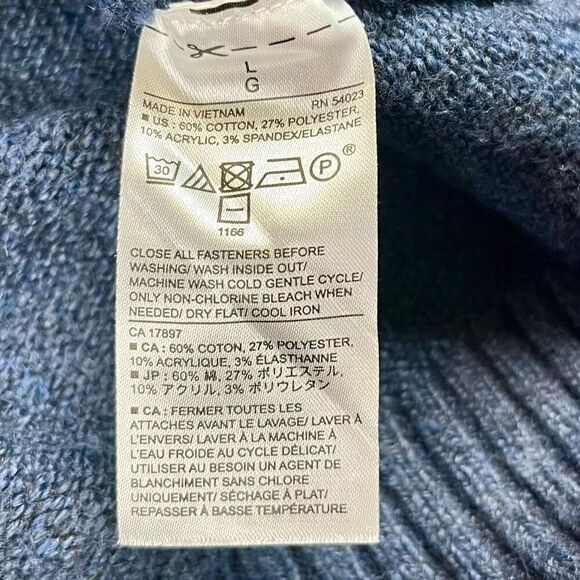 L
G
MADE IN VIETNAM RN 54023
■ US : 60% COTTON, 27% POLYESTER,
10% ACRYLIC, 3% SPANDEX/ELASTANE
30 P ®
1166
CLOSE ALL FASTENERS BEFORE
WASHING/ WASH INSIDE OUT/
MACHINE WASH COLD GENTLE CYCLE/
ONLY NON-CHLORINE BLEACH WHEN
NEEDED/ DRY FLAT/ COOL IRON
CA 17897
■ CA : 60% COTON, 27% POLYESTER,
10% ACRYLIQUE, 3% ÉLASTHANNE
■ JP : 60% 綿, 27% ポリエステル,
10% アクリル, 3% ポリウレタン
■ CA : FERMER TOUTES LES
ATTACHES AVANT LE LAVAGE/ LAVER À
L'ENVERS/ LAVER À LA MACHINE À
L'EAU FROIDE AU CYCLE DÉLICAT/
UTILISER AU BESOIN UN AGENT DE
BLANCHIMENT SANS CHLORE
UNIQUEMENT/ SÉCHAGE À PLAT/
REPASSER À BASSE TEMPÉRATURE